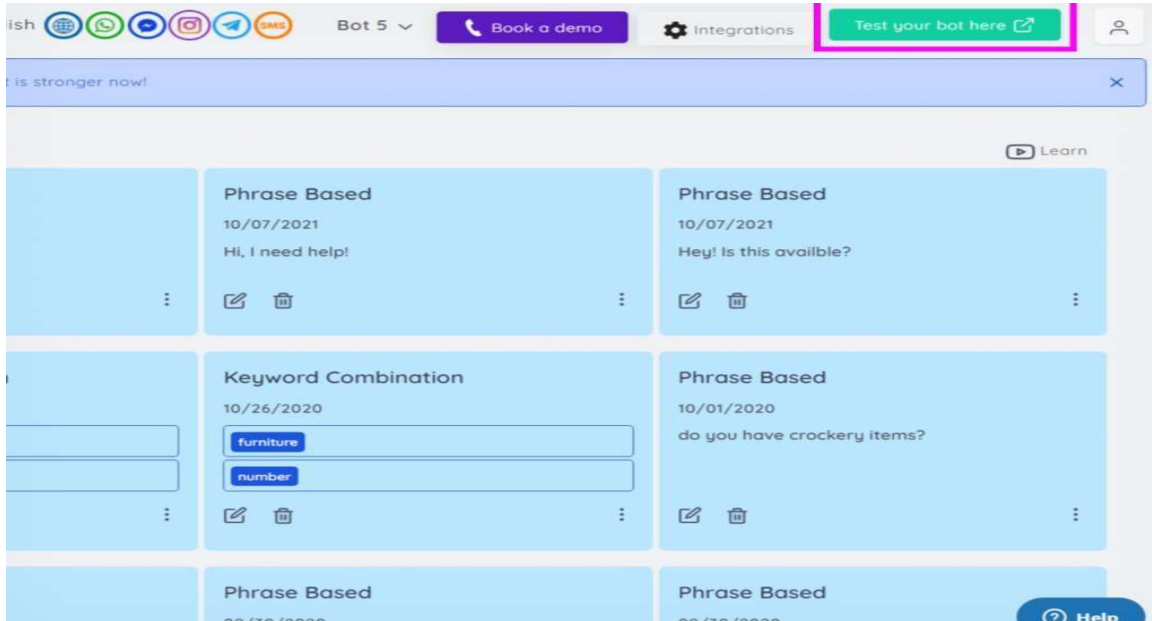 ish SMS Bot 5 Book a demo Integrations Test your bot here
t is stronger now!
Learn
Phrase Based
10/07/2021
Hi, I need help!
Phrase Based
10/07/2021
Hey! Is this availble?
Keyword Combination
10/26/2020
furniture
number
Phrase Based
10/01/2020
do you have crockery items?
Phrase Based
Phrase Based
Help